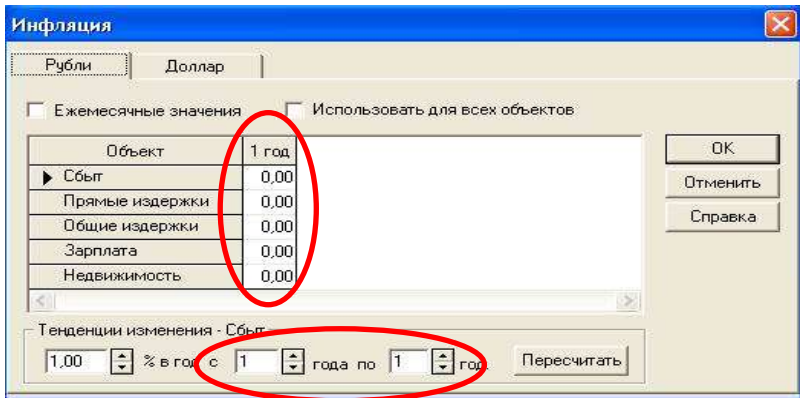 Инфляция
Рубли Доллар
Ежемесячные значения Использовать для всех объектов
Объект 1 год
Сбыт 0,00
Прямые издержки 0,00
Общие издержки 0,00
Зарплата 0,00
Недвижимость 0,00
ОК
Отменить
Справка
Тенденции изменения - Сбыт
1,00 % в год с 1 года по 1 год Пересчитать